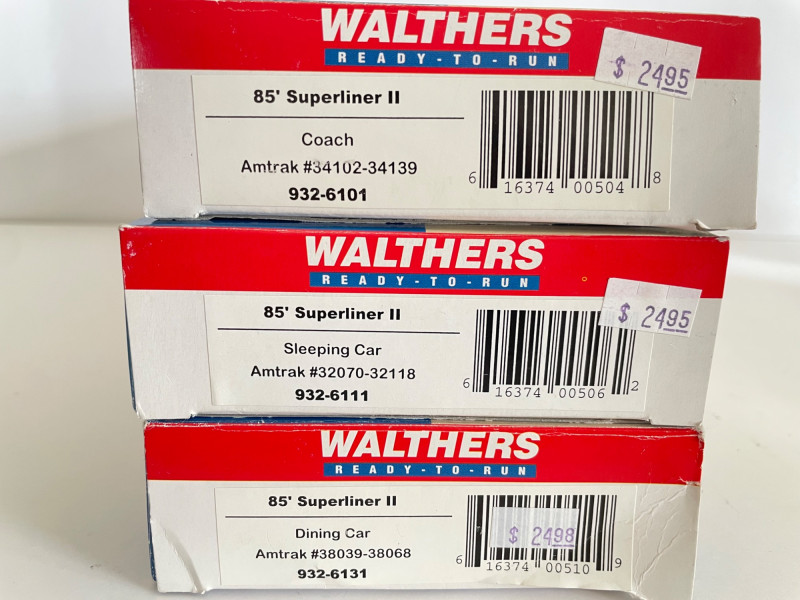 WALTHERS
READY-TO-RUN
$ 2495
85' Superliner II
Coach
Amtrak #34102-34139
932-6101
6 16374 00504 8
WALTHERS
READY-TO-RUN
$ 2495
85' Superliner II
Sleeping Car
Amtrak #32070-32118
932-6111
6 16374 00506 2
WALTHERS
READY-TO-RUN
85' Superliner II
$ 2498
Dining Car
Amtrak #38039-38068
932-6131
6 16374 00510 9